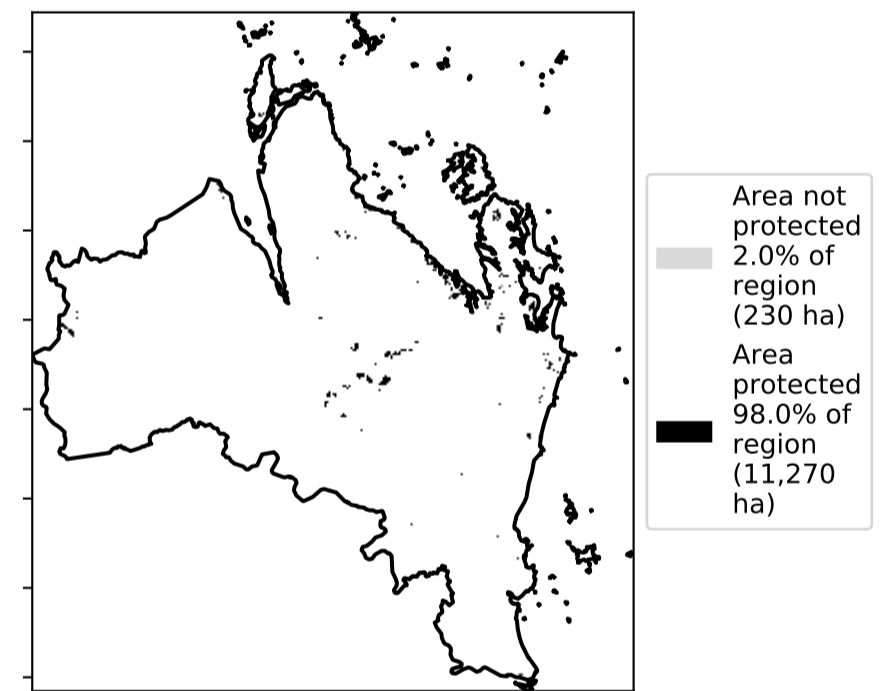 Area not
protected
2.0% of
region
(230 ha)
Area
protected
98.0% of
region
(11,270
ha)